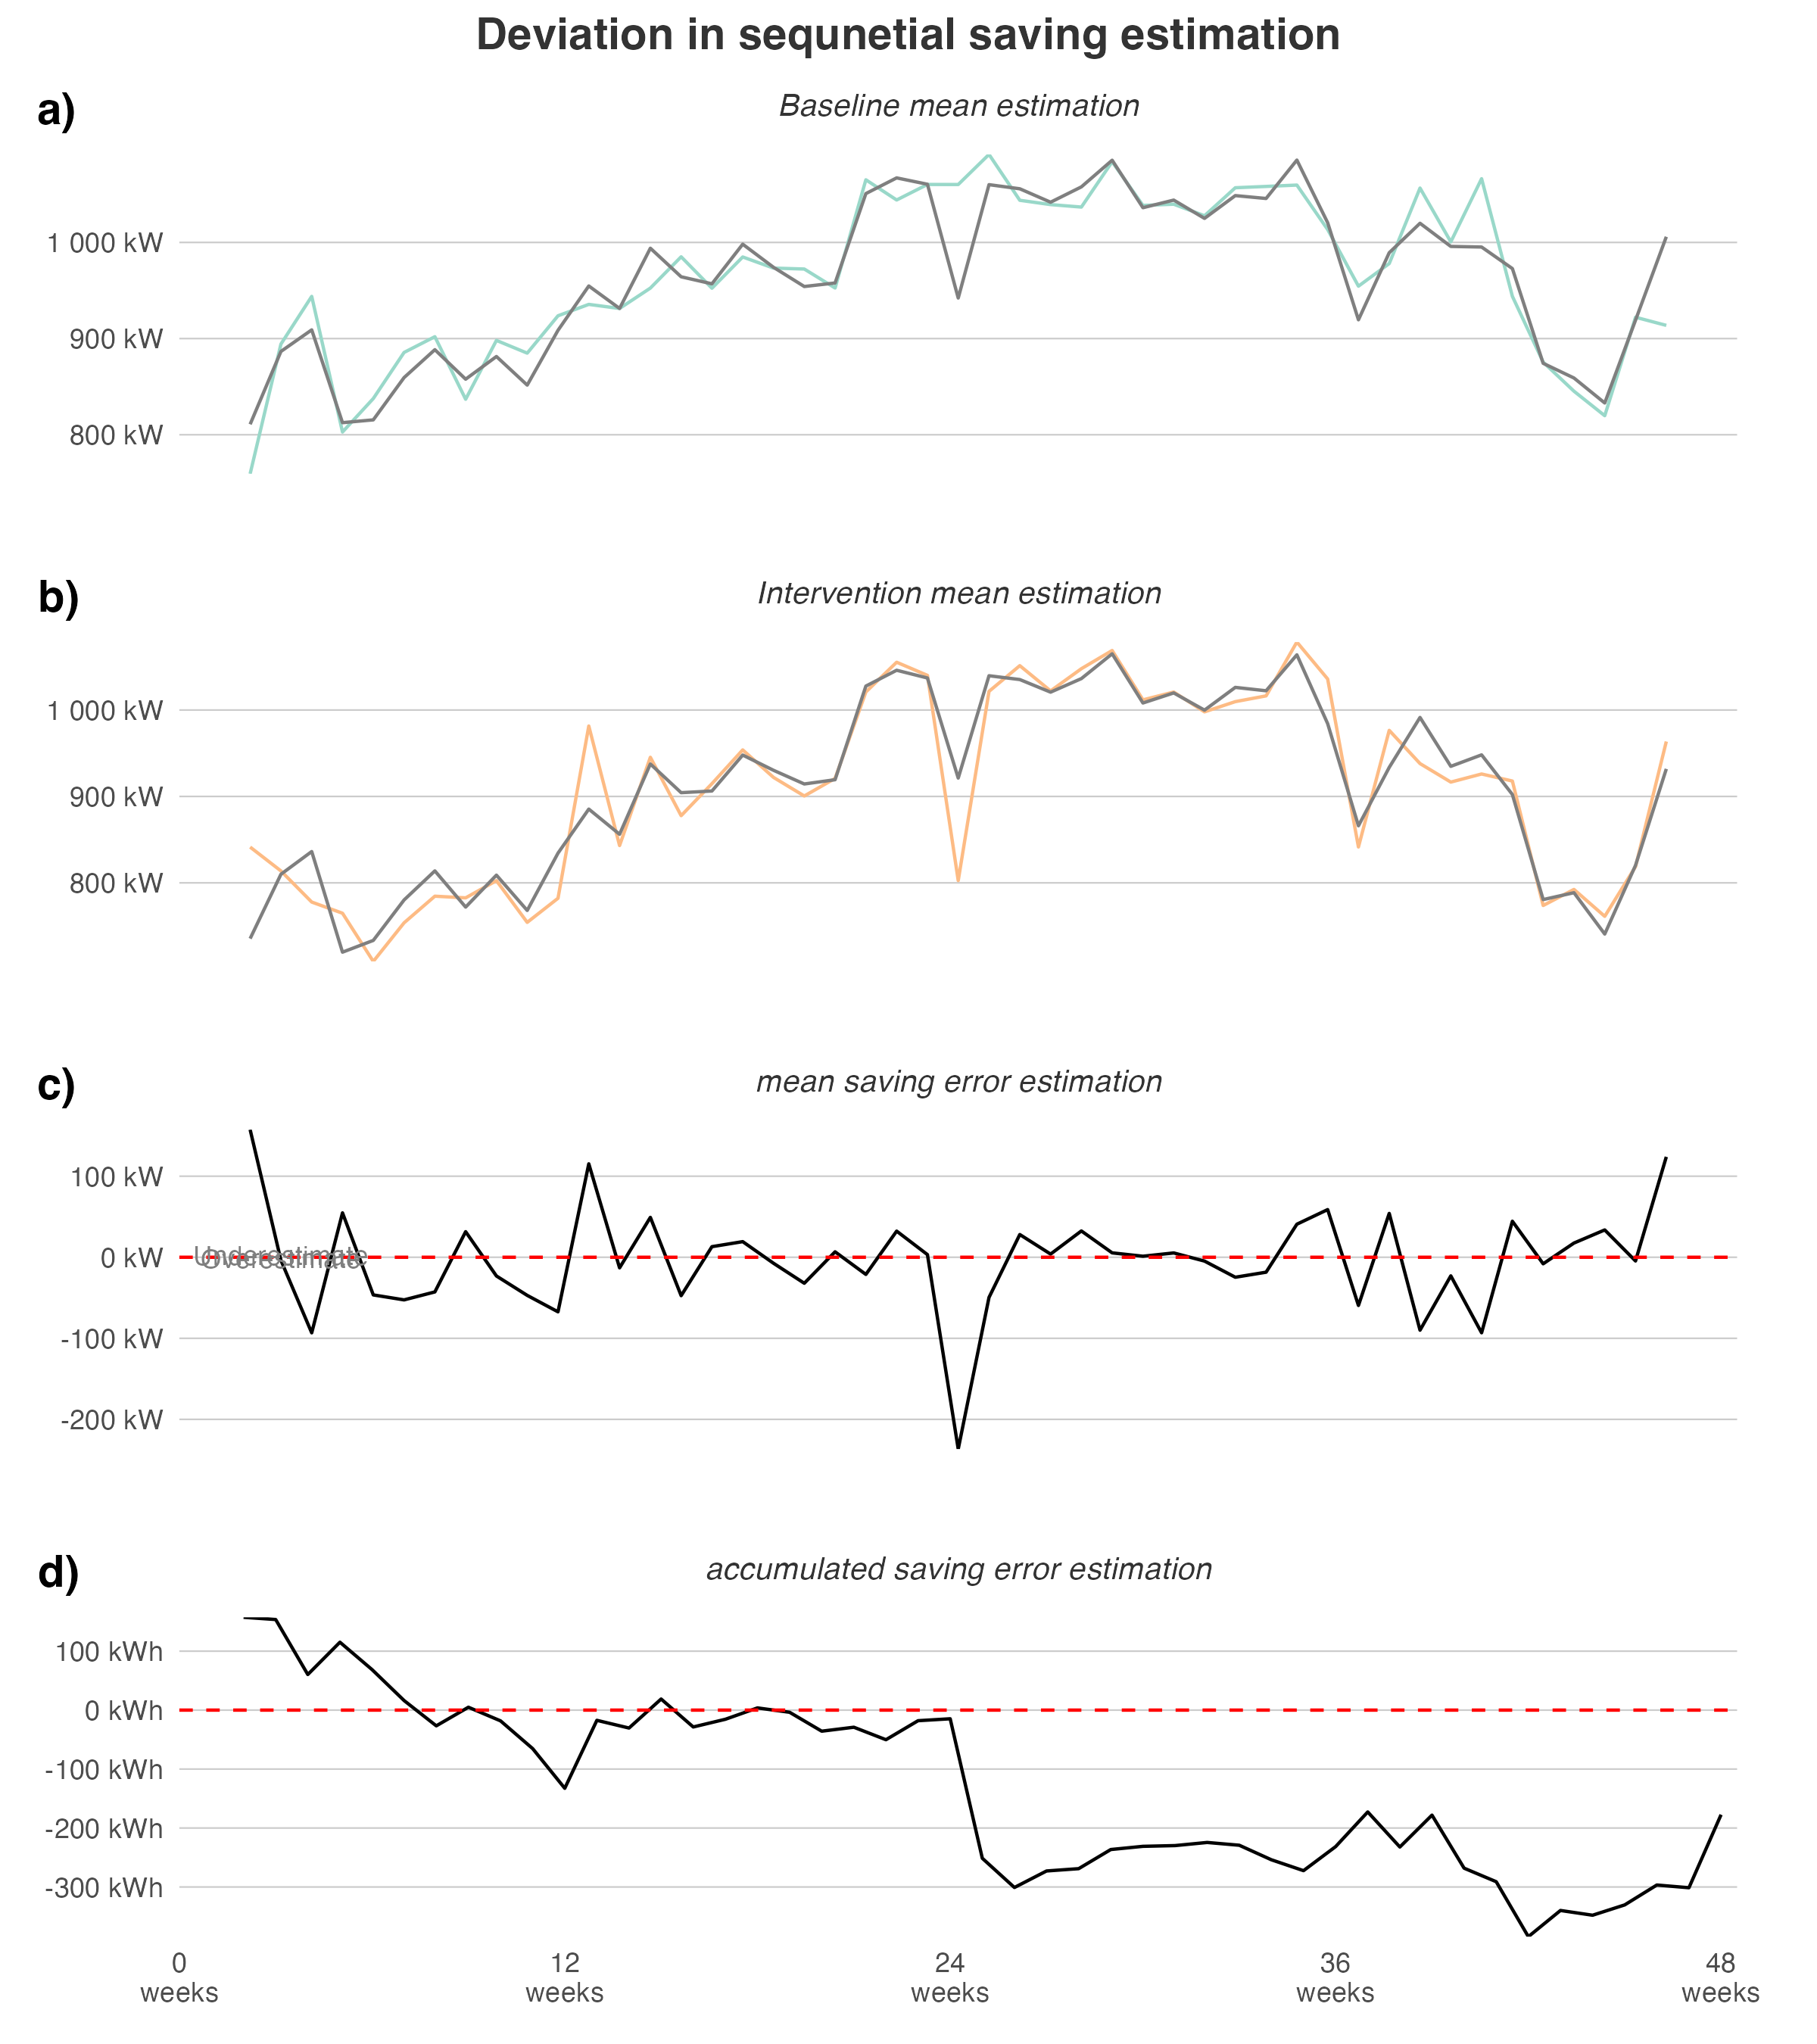 Deviation in sequnetial saving estimation
a)
Baseline mean estimation
1 000 kW
900 kW
800 kW
b)
Intervention mean estimation
1 000 kW
900 kW
800 kW
c)
mean saving error estimation
100 kW
0 kW
-100 kW
-200 kW
Underestimate
Overestimate
d)
accumulated saving error estimation
100 kWh
0 kWh
-100 kWh
-200 kWh
-300 kWh
0
weeks
12
weeks
24
weeks
36
weeks
48
weeks